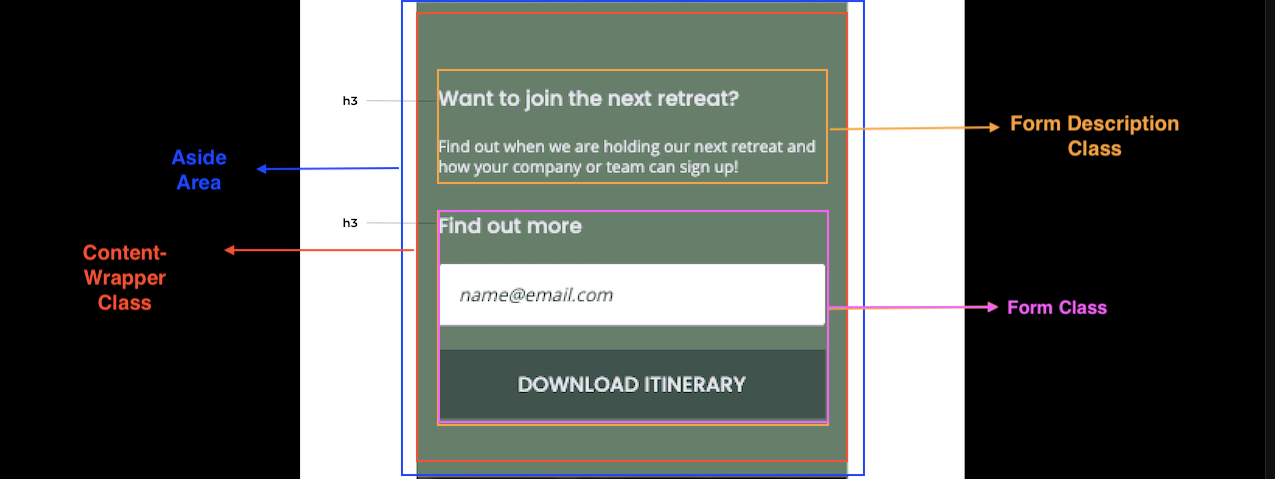 h3
Want to join the next retreat?
Form Description
Class
Find out when we are holding our next retreat and
how your company or team can sign up!
Aside
Area
h3
Find out more
Content-
Wrapper
Class
name@email.com
Form Class
DOWNLOAD ITINERARY